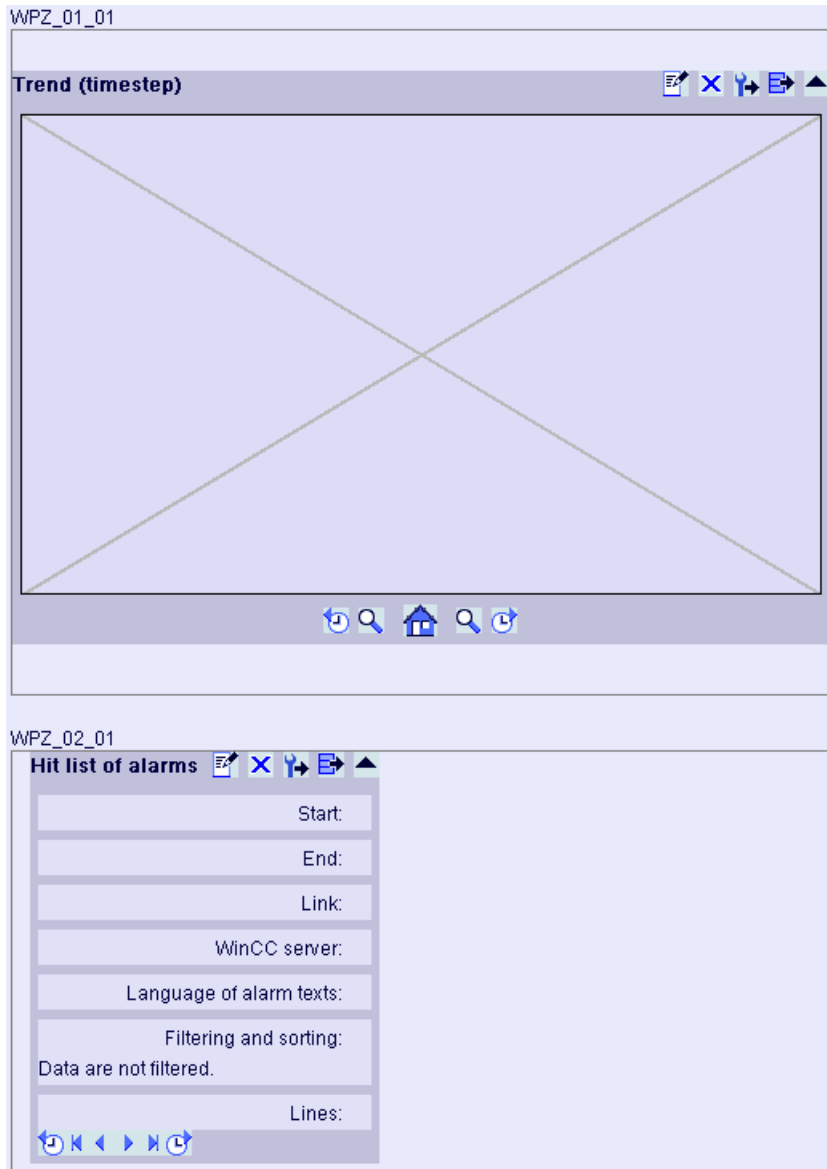 WPZ_01_01
Trend (timestep)
WPZ_02_01
Hit list of alarms
Start:
End:
Link:
WinCC server:
Language of alarm texts:
Filtering and sorting:
Data are not filtered.
Lines: